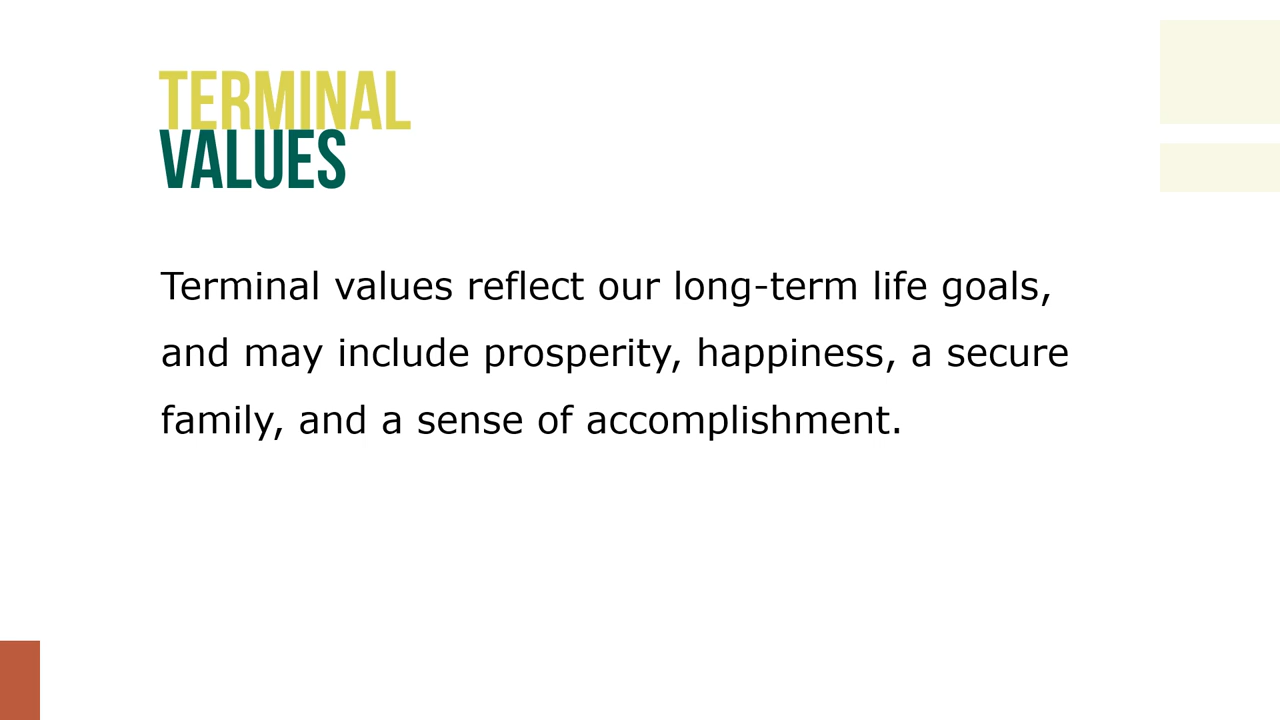 TERMINAL
VALUES
Terminal values reflect our long-term life goals,
and may include prosperity, happiness, a secure
family, and a sense of accomplishment.